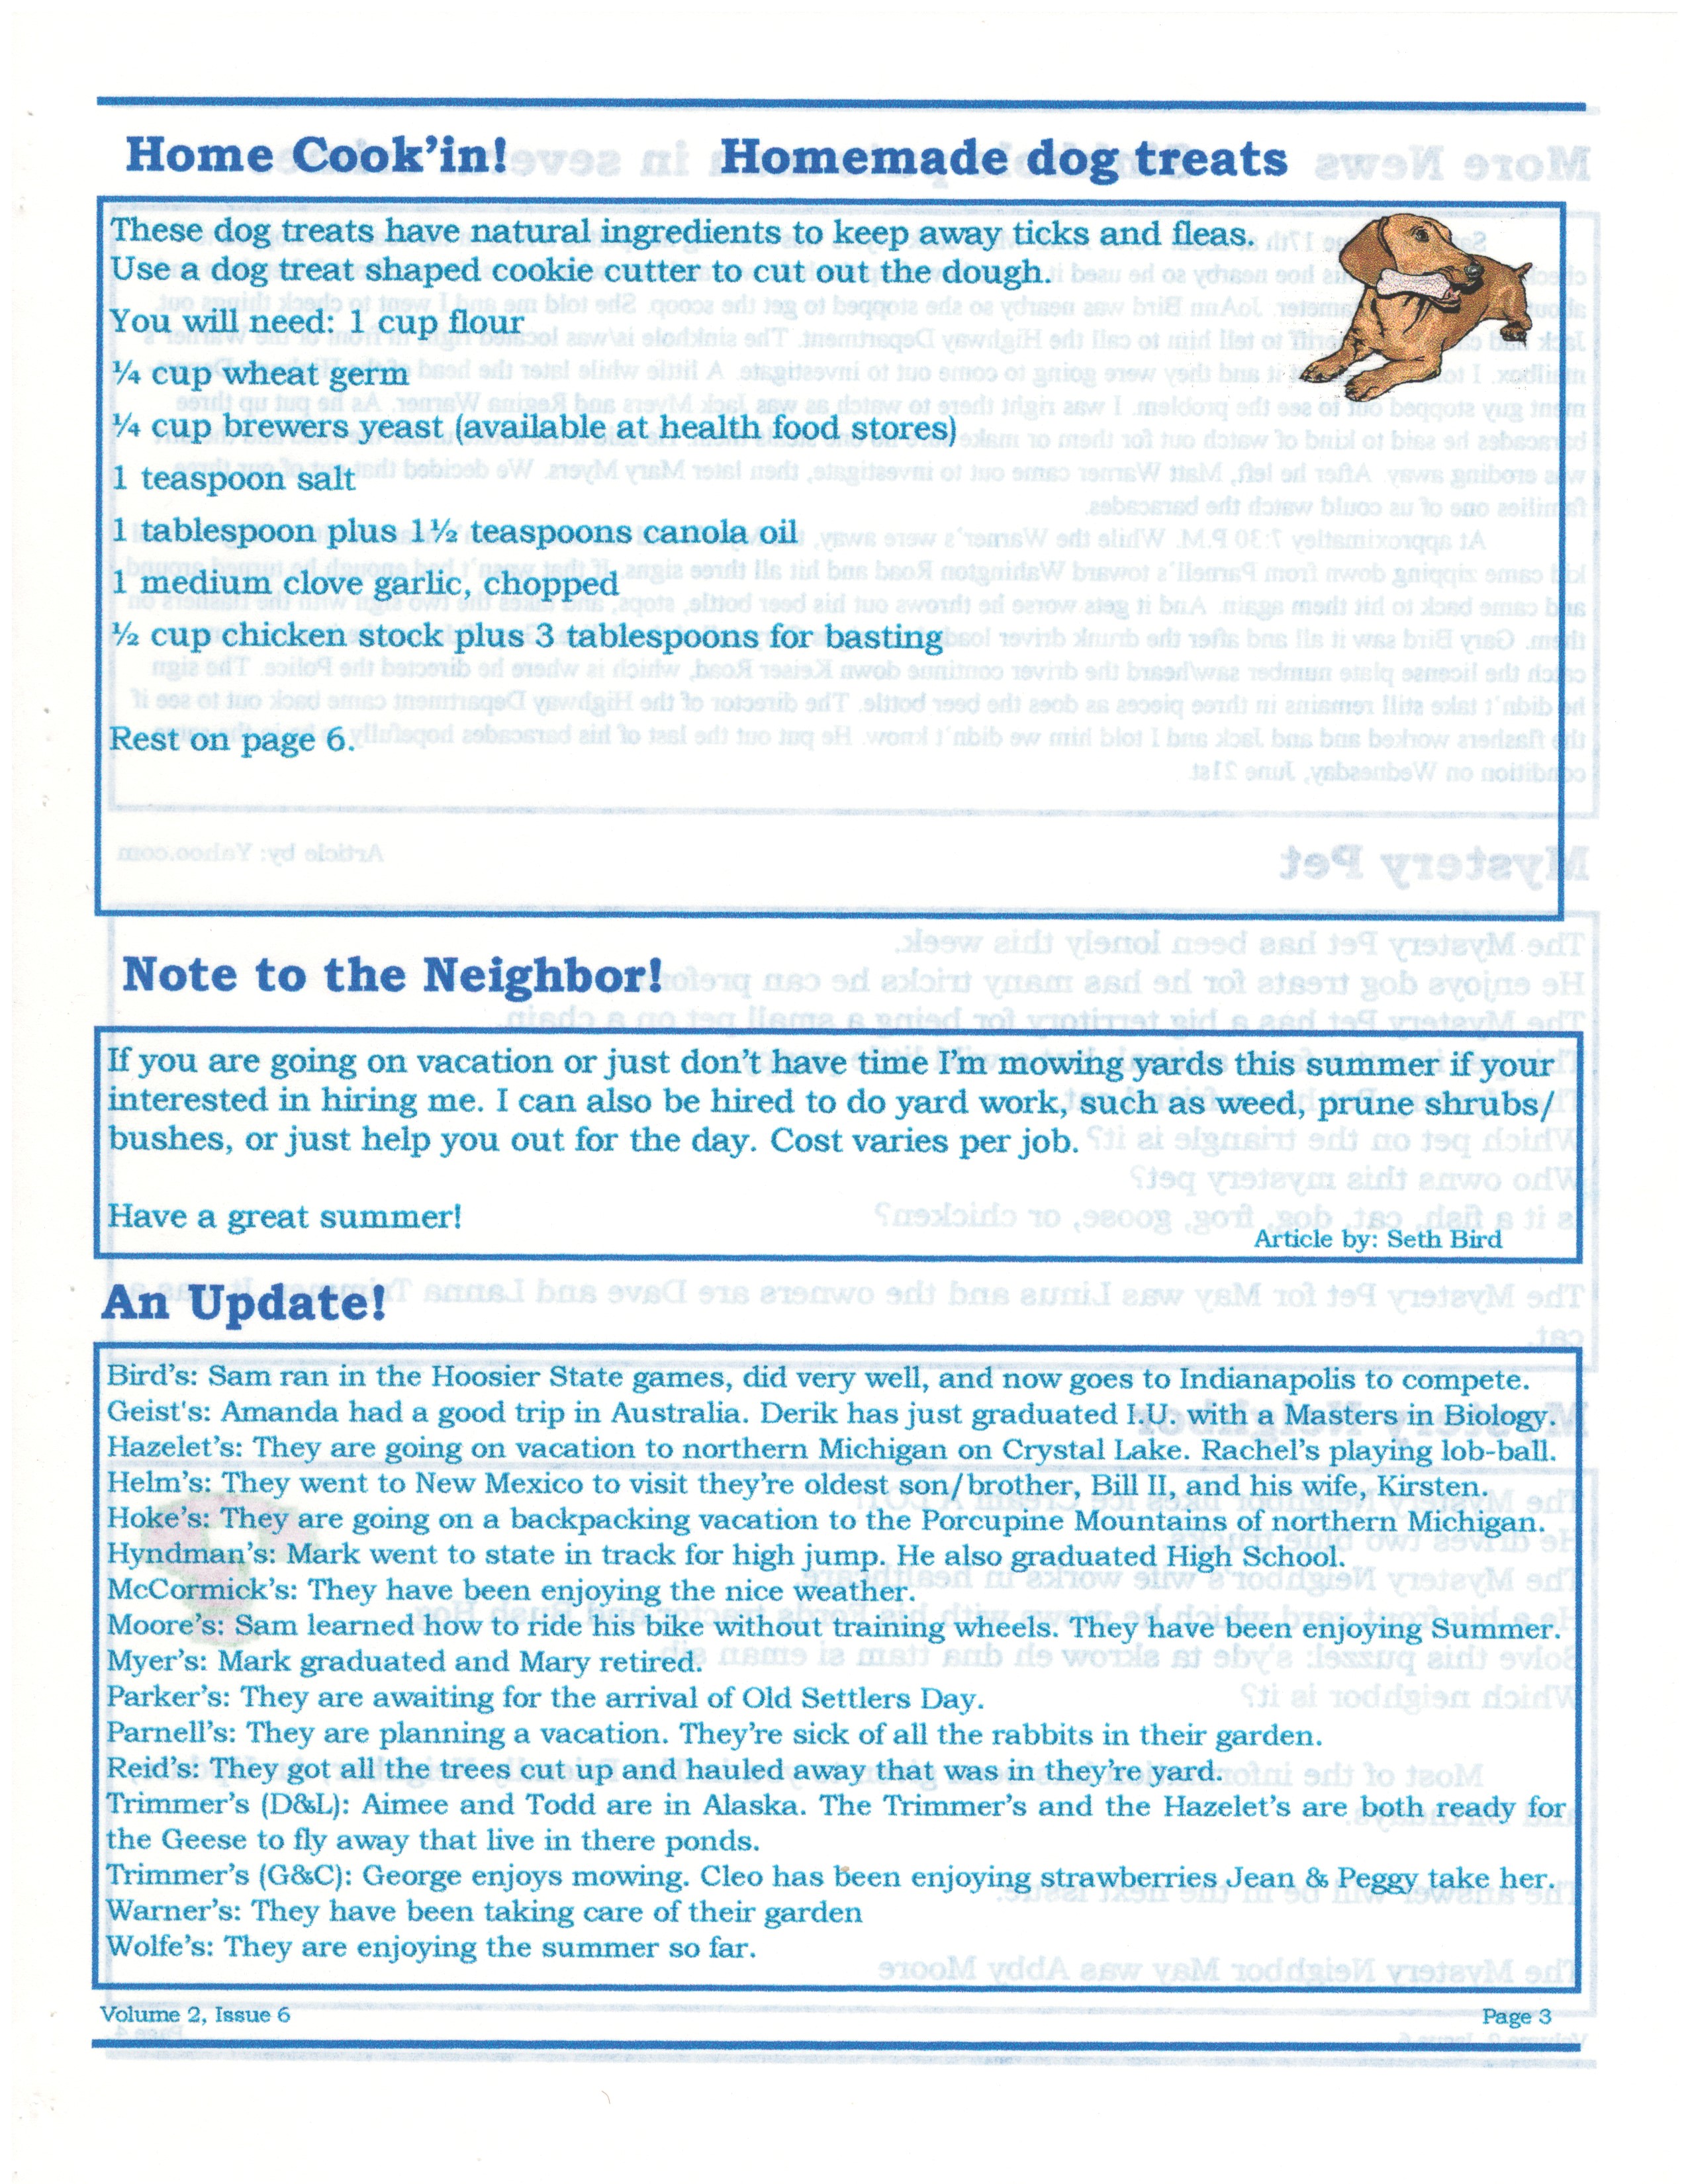 Home Cook'in! Homemade dog treats
These dog treats have natural ingredients to keep away ticks and fleas.
Use a dog treat shaped cookie cutter to cut out the dough.
You will need: 1 cup flour
¼ cup wheat germ
¼ cup brewers yeast (available at health food stores)
1 teaspoon salt
1 tablespoon plus 1½ teaspoons canola oil
1 medium clove garlic, chopped
½ cup chicken stock plus 3 tablespoons for basting
Rest on page 6.
Note to the Neighbor!
If you are going on vacation or just don't have time I'm mowing yards this summer if your
interested in hiring me. I can also be hired to do yard work, such as weed, prune shrubs/
bushes, or just help you out for the day. Cost varies per job.
Have a great summer!
Article by: Seth Bird
An Update!
Bird's: Sam ran in the Hoosier State games, did very well, and now goes to Indianapolis to compete.
Geist's: Amanda had a good trip in Australia. Derik has just graduated I.U. with a Masters in Biology.
Hazelet's: They are going on vacation to northern Michigan on Crystal Lake. Rachel's playing lob-ball.
Helm's: They went to New Mexico to visit they're oldest son/brother, Bill II, and his wife, Kirsten.
Hoke's: They are going on a backpacking vacation to the Porcupine Mountains of northern Michigan.
Hyndman's: Mark went to state in track for high jump. He also graduated High School.
McCormick's: They have been enjoying the nice weather.
Moore's: Sam learned how to ride his bike without training wheels. They have been enjoying Summer.
Myer's: Mark graduated and Mary retired.
Parker's: They are awaiting for the arrival of Old Settlers Day.
Parnell's: They are planning a vacation. They're sick of all the rabbits in their garden.
Reid's: They got all the trees cut up and hauled away that was in they're yard.
Trimmer's (D&L): Aimee and Todd are in Alaska. The Trimmer's and the Hazelet's are both ready for
the Geese to fly away that live in there ponds.
Trimmer's (G&C): George enjoys mowing. Cleo has been enjoying strawberries Jean & Peggy take her.
Warner's: They have been taking care of their garden
Wolfe's: They are enjoying the summer so far.
Volume 2, Issue 6 Page 3